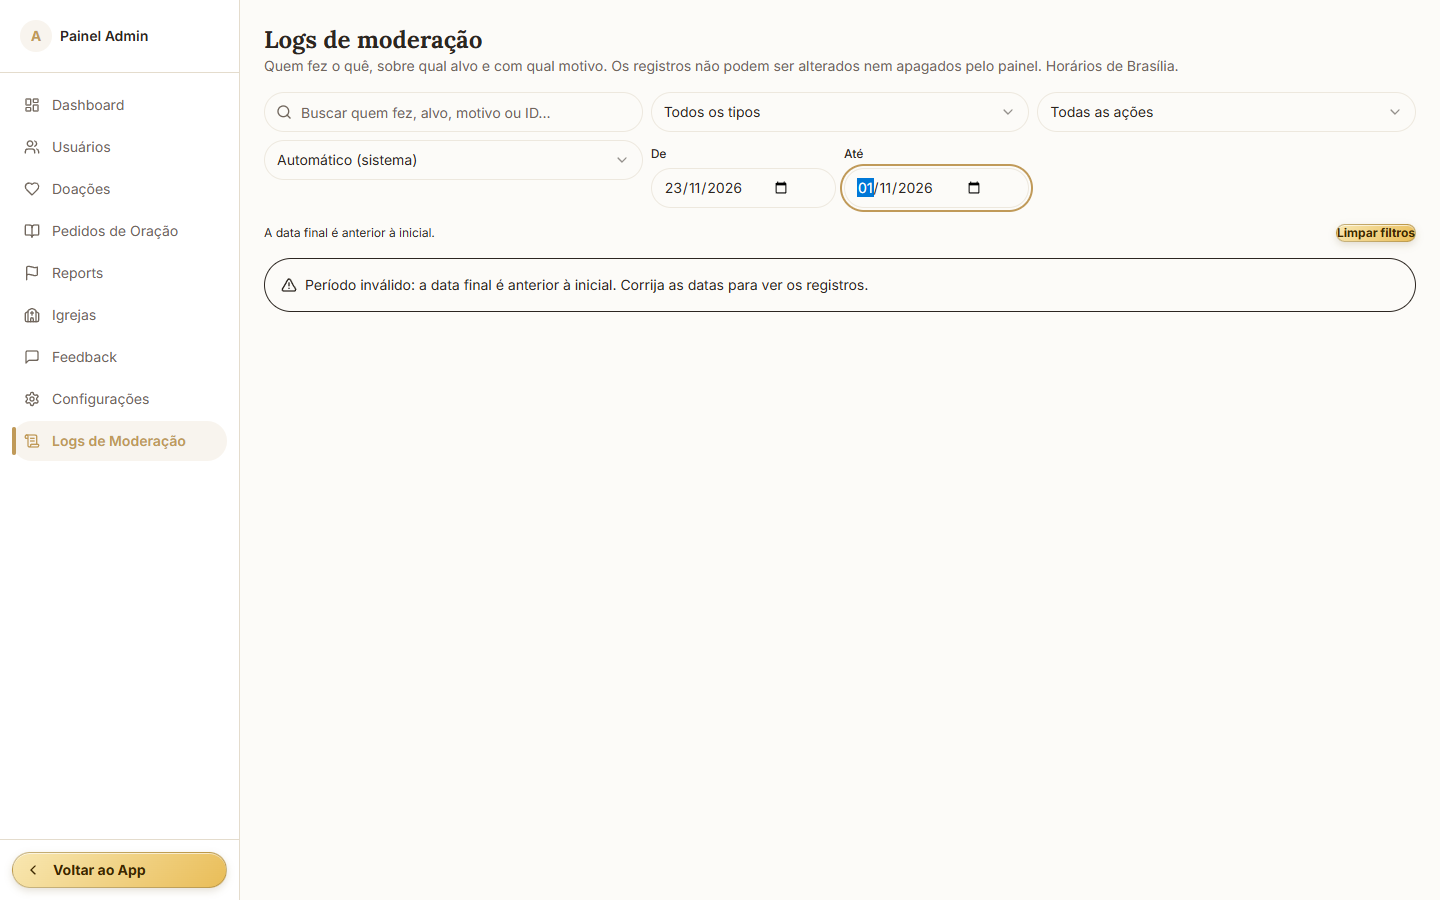 A Painel Admin
Dashboard
Usuários
Doações
Pedidos de Oração
Reports
Igrejas
Feedback
Configurações
Logs de Moderação
Voltar ao App
Logs de moderação
Quem fez o quê, sobre qual alvo e com qual motivo. Os registros não podem ser alterados nem apagados pelo painel. Horários de Brasília.
Buscar quem fez, alvo, motivo ou ID...
Todos os tipos
Todas as ações
Automático (sistema)
De
23/11/2026
Até
01/11/2026
A data final é anterior à inicial.
Limpar filtros
Período inválido: a data final é anterior à inicial. Corrija as datas para ver os registros.